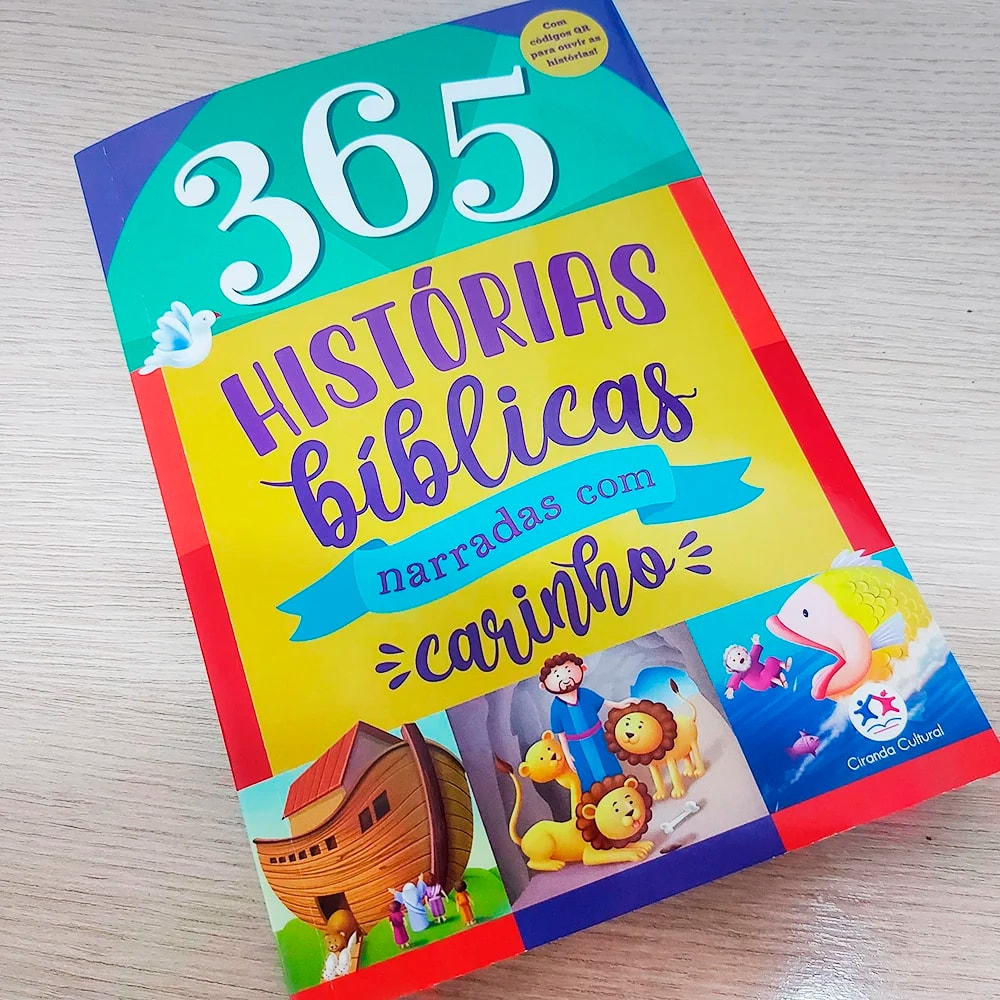 Com
códigos QR
para ouvir as
histórias!
365
HISTÓRIAS
bíblicas
narradas com
carinho
Ciranda Cultural